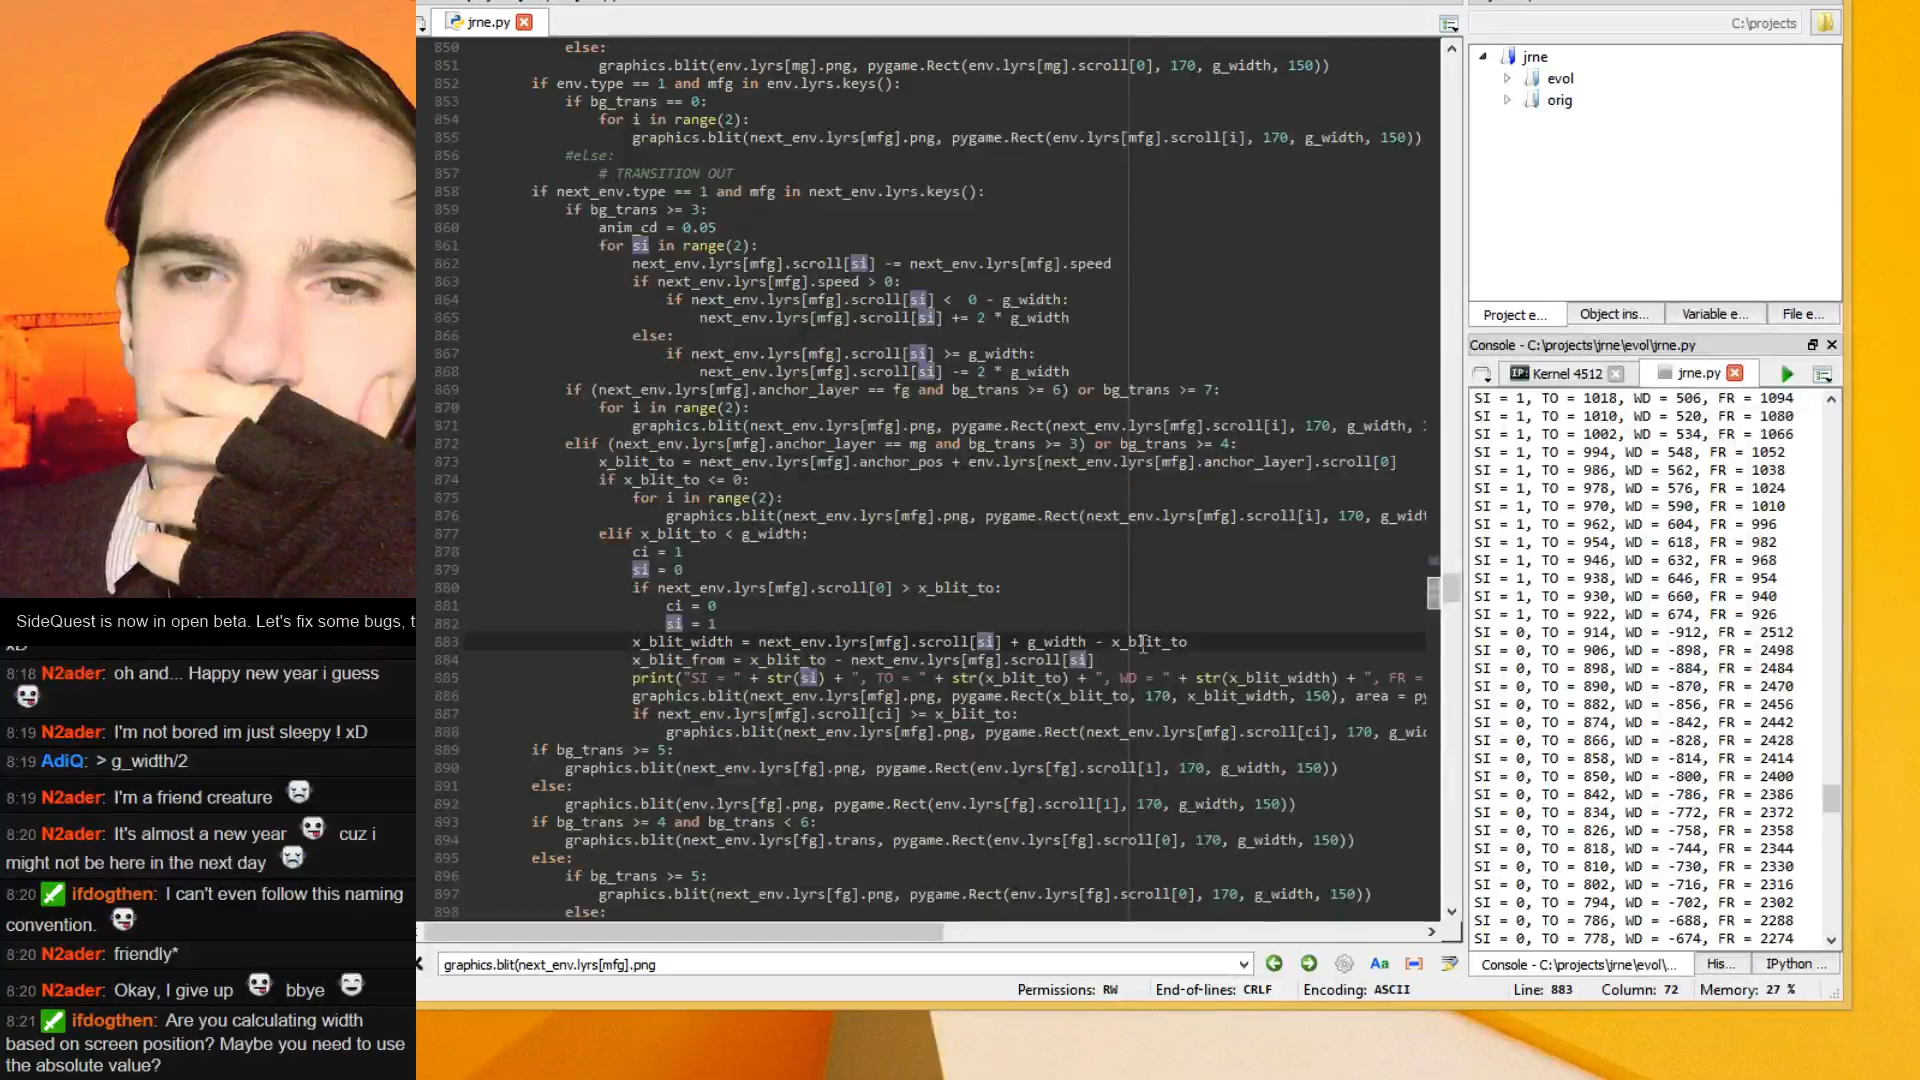 SideQuest is now in open beta. Let's fix some bugs, t
xD
8:18 N2ader: oh and... Happy new year i guess
8:19 N2ader: I'm not bored im just sleepy ! xD
8:19 AdiQ: > g_width/2
8:19 N2ader: I'm a friend creature
8:20 N2ader: It's almost a new year cuz i
might not be here in the next day
8:20 ifdogthen: I can't even follow this naming
convention.
8:20 N2ader: friendly*
8:20 N2ader: Okay, I give up bbye
8:21 ifdogthen: Are you calculating width
based on screen position? Maybe you need to use
the absolute value?
jrne.py
850 else:
851 graphics.blit(env.lyrs[mg].png, pygame.Rect(env.lyrs[mg].scroll[0], 170, g_width, 150))
852 if env.type == 1 and mfg in env.lyrs.keys():
853 if bg_trans == 0:
854 for i in range(2):
855 graphics.blit(next_env.lyrs[mfg].png, pygame.Rect(env.lyrs[mfg].scroll[i], 170, g_width, 150))
856 #else:
857 # TRANSITION OUT
858 if next_env.type == 1 and mfg in next_env.lyrs.keys():
859 if bg_trans >= 3:
860 anim_cd = 0.05
861 for si in range(2):
862 next_env.lyrs[mfg].scroll[si] -= next_env.lyrs[mfg].speed
863 if next_env.lyrs[mfg].speed > 0:
864 if next_env.lyrs[mfg].scroll[si] < 0 - g_width:
865 next_env.lyrs[mfg].scroll[si] += 2 * g_width
866 else:
867 if next_env.lyrs[mfg].scroll[si] >= g_width:
868 next_env.lyrs[mfg].scroll[si] -= 2 * g_width
869 if (next_env.lyrs[mfg].anchor_layer == fg and bg_trans >= 6) or bg_trans >= 7:
870 for i in range(2):
871 graphics.blit(next_env.lyrs[mfg].png, pygame.Rect(next_env.lyrs[mfg].scroll[i], 170, g_width, 1
872 elif (next_env.lyrs[mfg].anchor_layer == mg and bg_trans >= 3) or bg_trans >= 4:
873 x_blit_to = next_env.lyrs[mfg].anchor_pos + env.lyrs[next_env.lyrs[mfg].anchor_layer].scroll[0]
874 if x_blit_to <= 0:
875 for i in range(2):
876 graphics.blit(next_env.lyrs[mfg].png, pygame.Rect(next_env.lyrs[mfg].scroll[i], 170, g_widt
877 elif x_blit_to < g_width:
878 ci = 1
879 si = 0
880 if next_env.lyrs[mfg].scroll[0] > x_blit_to:
881 ci = 0
882 si = 1
883 x_blit_width = next_env.lyrs[mfg].scroll[si] + g_width - x_blit_to
884 x_blit_from = x_blit_to - next_env.lyrs[mfg].scroll[si]
885 print("SI = " + str(si) + ", TO = " + str(x_blit_to) + ", WD = " + str(x_blit_width) + ", FR =
886 graphics.blit(next_env.lyrs[mfg].png, pygame.Rect(x_blit_to, 170, x_blit_width, 150), area = py
887 if next_env.lyrs[mfg].scroll[ci] >= x_blit_to:
888 graphics.blit(next_env.lyrs[mfg].png, pygame.Rect(next_env.lyrs[mfg].scroll[ci], 170, g_wid
889 if bg_trans >= 5:
890 graphics.blit(next_env.lyrs[fg].png, pygame.Rect(env.lyrs[fg].scroll[1], 170, g_width, 150))
891 else:
892 graphics.blit(env.lyrs[fg].png, pygame.Rect(env.lyrs[fg].scroll[1], 170, g_width, 150))
893 if bg_trans >= 4 and bg_trans < 6:
894 graphics.blit(next_env.lyrs[fg].trans, pygame.Rect(env.lyrs[fg].scroll[0], 170, g_width, 150))
895 else:
896 if bg_trans >= 5:
897 graphics.blit(next_env.lyrs[fg].png, pygame.Rect(env.lyrs[fg].scroll[0], 170, g_width, 150))
898 else:
graphics.blit(next_env.lyrs[mfg].png
Aa
C:\projects
jrne
evol
orig
Project e... Object ins... Variable e... File e...
Console - C:\projects\jrne\evol\jrne.py
Kernel 4512 jrne.py
SI = 1, TO = 1018, WD = 506, FR = 1094
SI = 1, TO = 1010, WD = 520, FR = 1080
SI = 1, TO = 1002, WD = 534, FR = 1066
SI = 1, TO = 994, WD = 548, FR = 1052
SI = 1, TO = 986, WD = 562, FR = 1038
SI = 1, TO = 978, WD = 576, FR = 1024
SI = 1, TO = 970, WD = 590, FR = 1010
SI = 1, TO = 962, WD = 604, FR = 996
SI = 1, TO = 954, WD = 618, FR = 982
SI = 1, TO = 946, WD = 632, FR = 968
SI = 1, TO = 938, WD = 646, FR = 954
SI = 1, TO = 930, WD = 660, FR = 940
SI = 1, TO = 922, WD = 674, FR = 926
SI = 0, TO = 914, WD = -912, FR = 2512
SI = 0, TO = 906, WD = -898, FR = 2498
SI = 0, TO = 898, WD = -884, FR = 2484
SI = 0, TO = 890, WD = -870, FR = 2470
SI = 0, TO = 882, WD = -856, FR = 2456
SI = 0, TO = 874, WD = -842, FR = 2442
SI = 0, TO = 866, WD = -828, FR = 2428
SI = 0, TO = 858, WD = -814, FR = 2414
SI = 0, TO = 850, WD = -800, FR = 2400
SI = 0, TO = 842, WD = -786, FR = 2386
SI = 0, TO = 834, WD = -772, FR = 2372
SI = 0, TO = 826, WD = -758, FR = 2358
SI = 0, TO = 818, WD = -744, FR = 2344
SI = 0, TO = 810, WD = -730, FR = 2330
SI = 0, TO = 802, WD = -716, FR = 2316
SI = 0, TO = 794, WD = -702, FR = 2302
SI = 0, TO = 786, WD = -688, FR = 2288
SI = 0, TO = 778, WD = -674, FR = 2274
Console - C:\projects\jrne\evol\... His... IPython ...
Permissions: RW End-of-lines: CRLF Encoding: ASCII Line: 883 Column: 72 Memory: 27 %